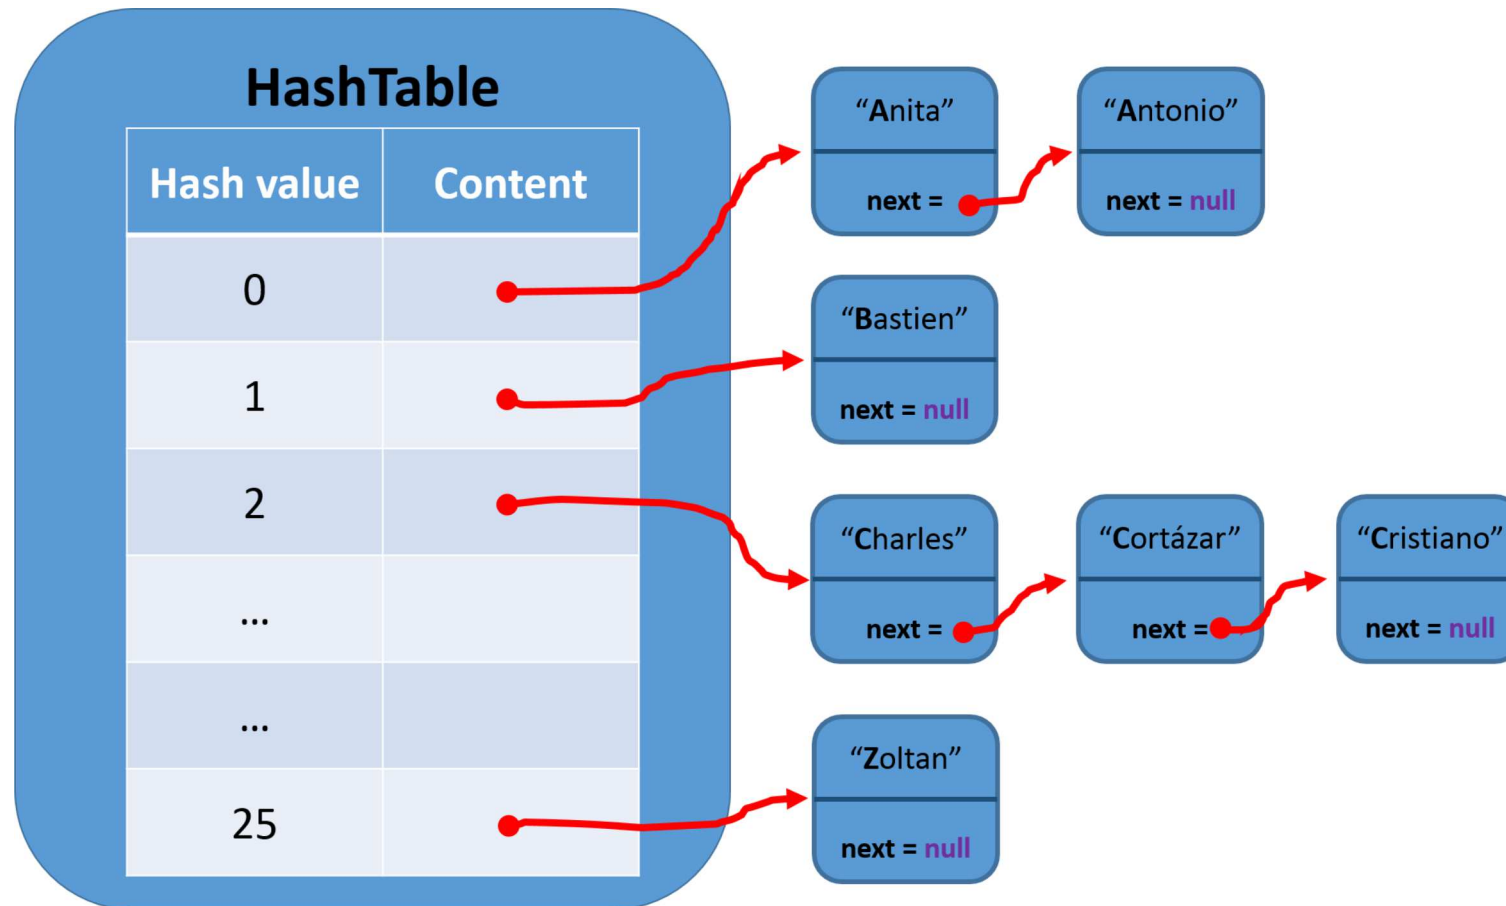 HashTable
Hash value Content
0
1
2
...
...
25
“Anita”
next =
“Antonio”
next = null
“Bastien”
next = null
“Charles”
next =
“Cortázar”
next =
“Cristiano”
next = null
“Zoltan”
next = null